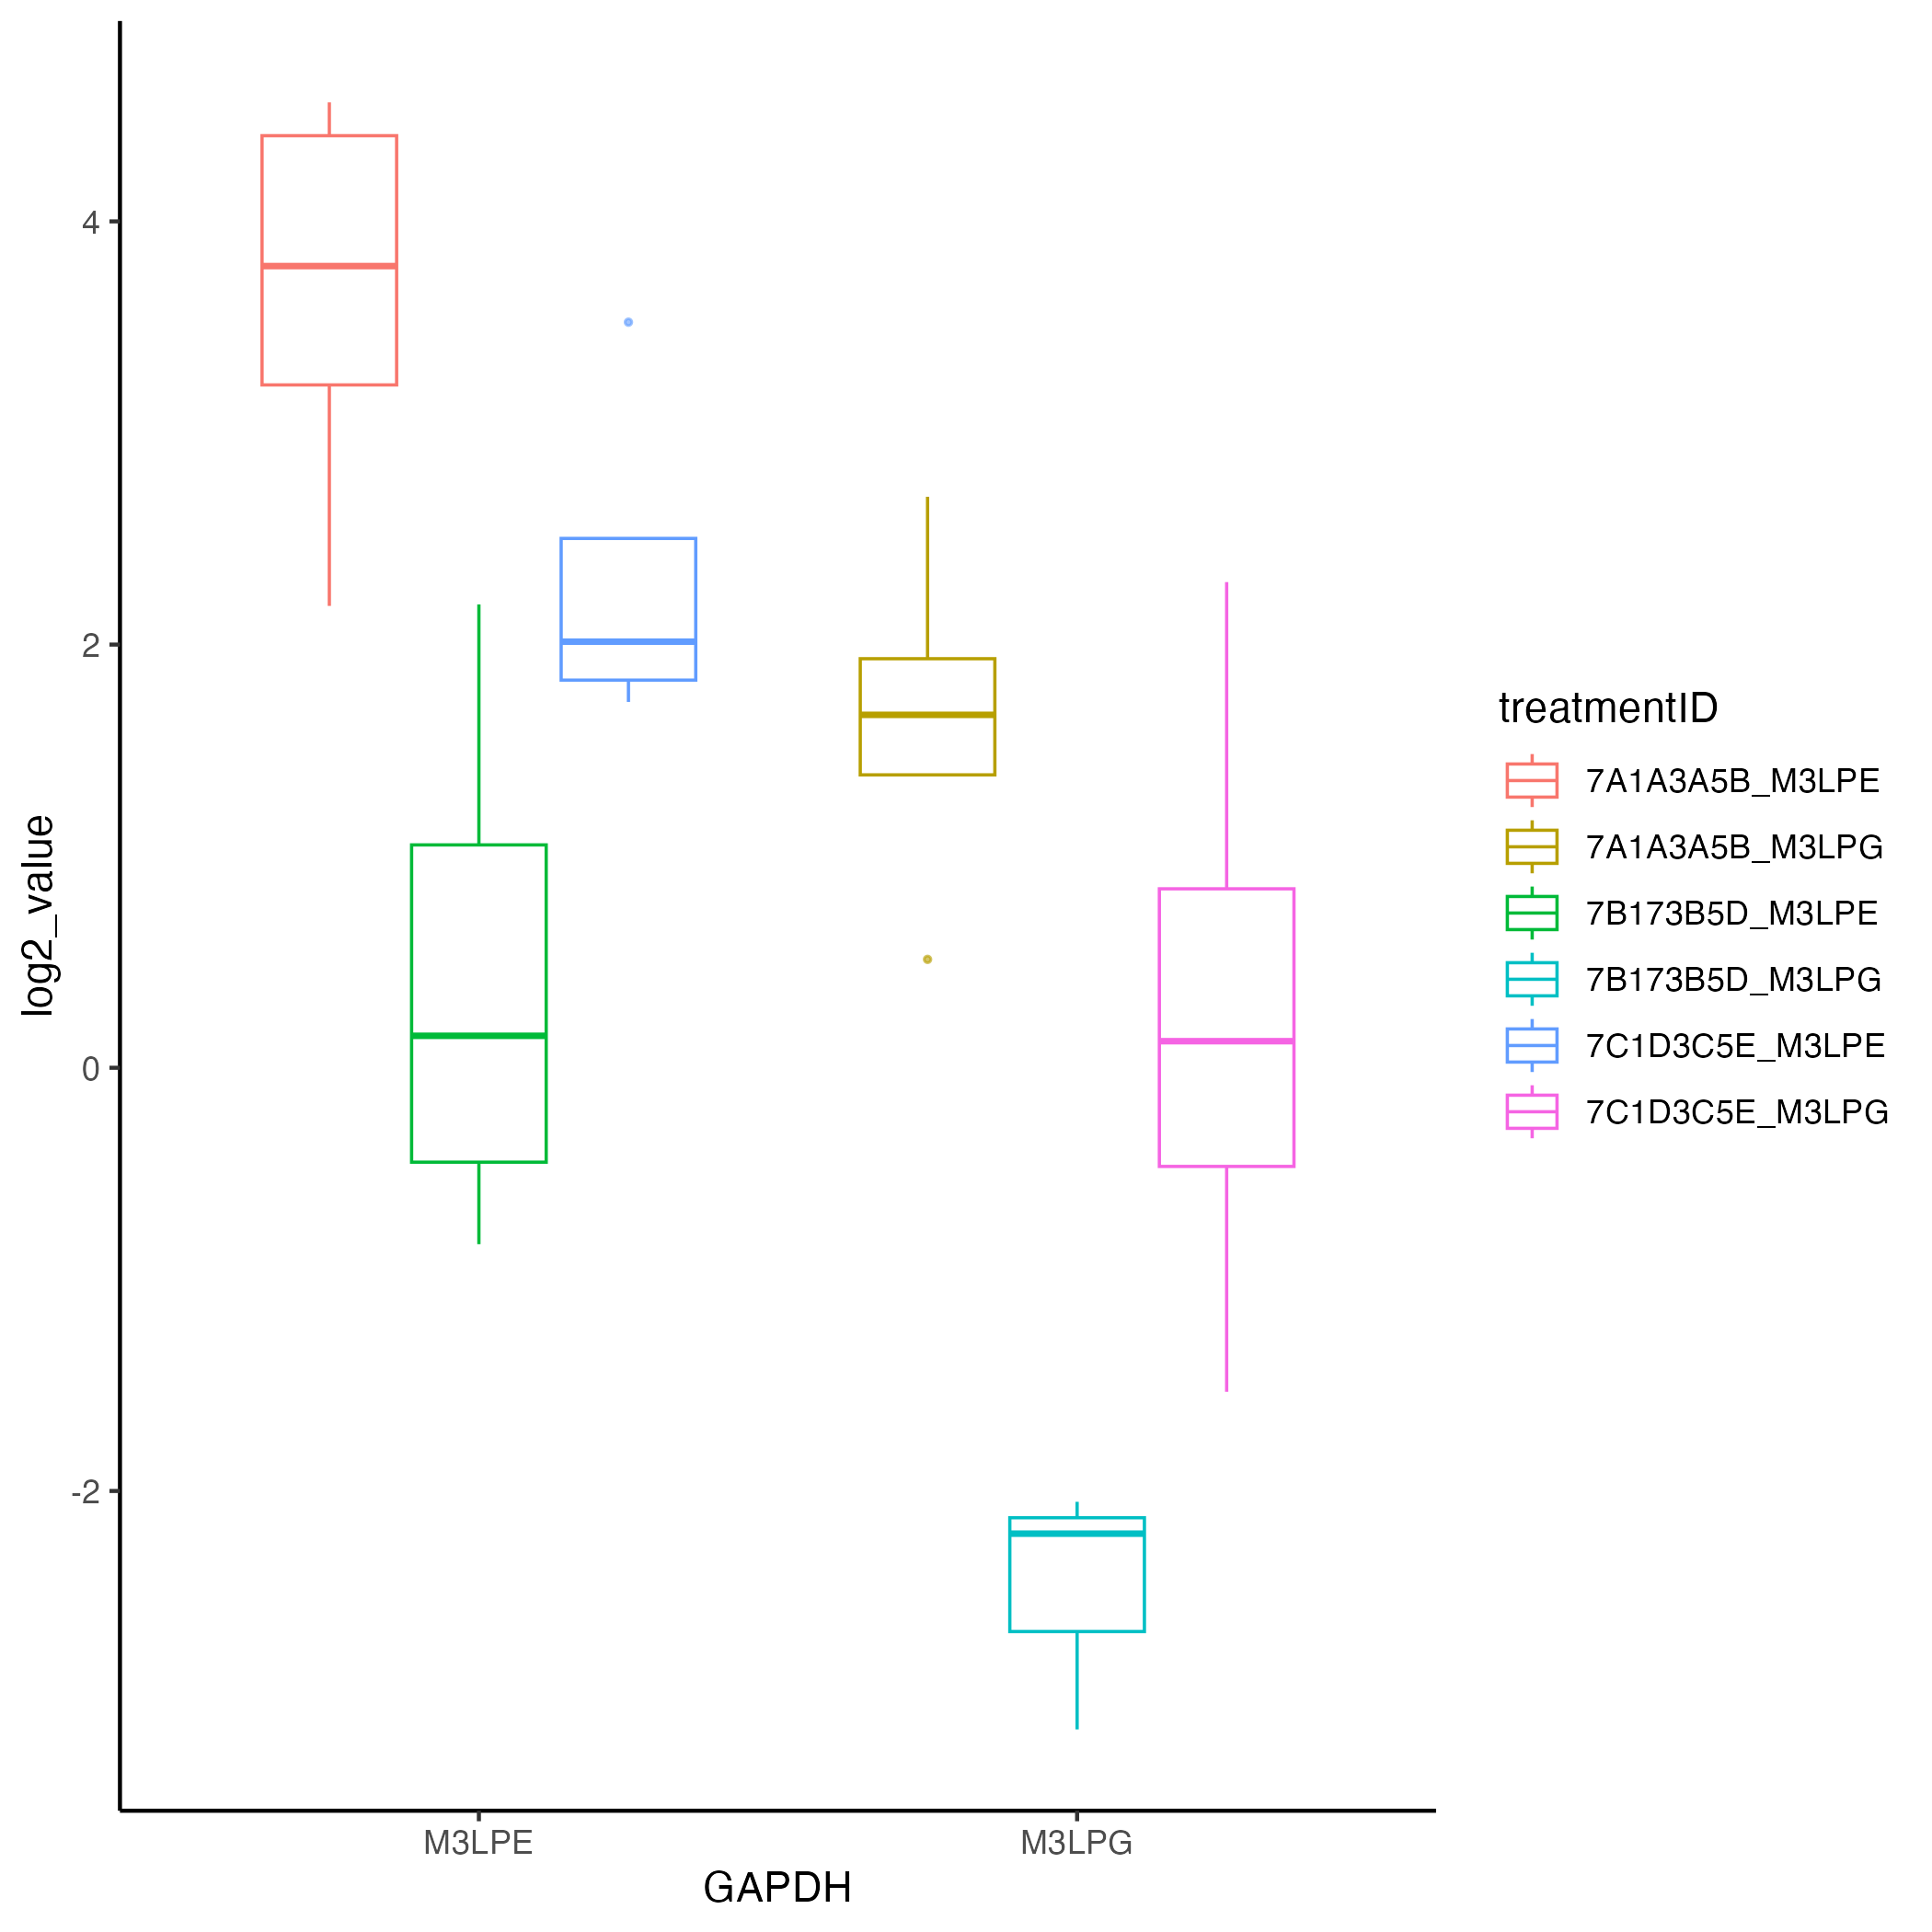 4
2
0
-2
log2_value
M3LPE
M3LPG
GAPDH
treatmentID
7A1A3A5B_M3LPE
7A1A3A5B_M3LPG
7B173B5D_M3LPE
7B173B5D_M3LPG
7C1D3C5E_M3LPE
7C1D3C5E_M3LPG